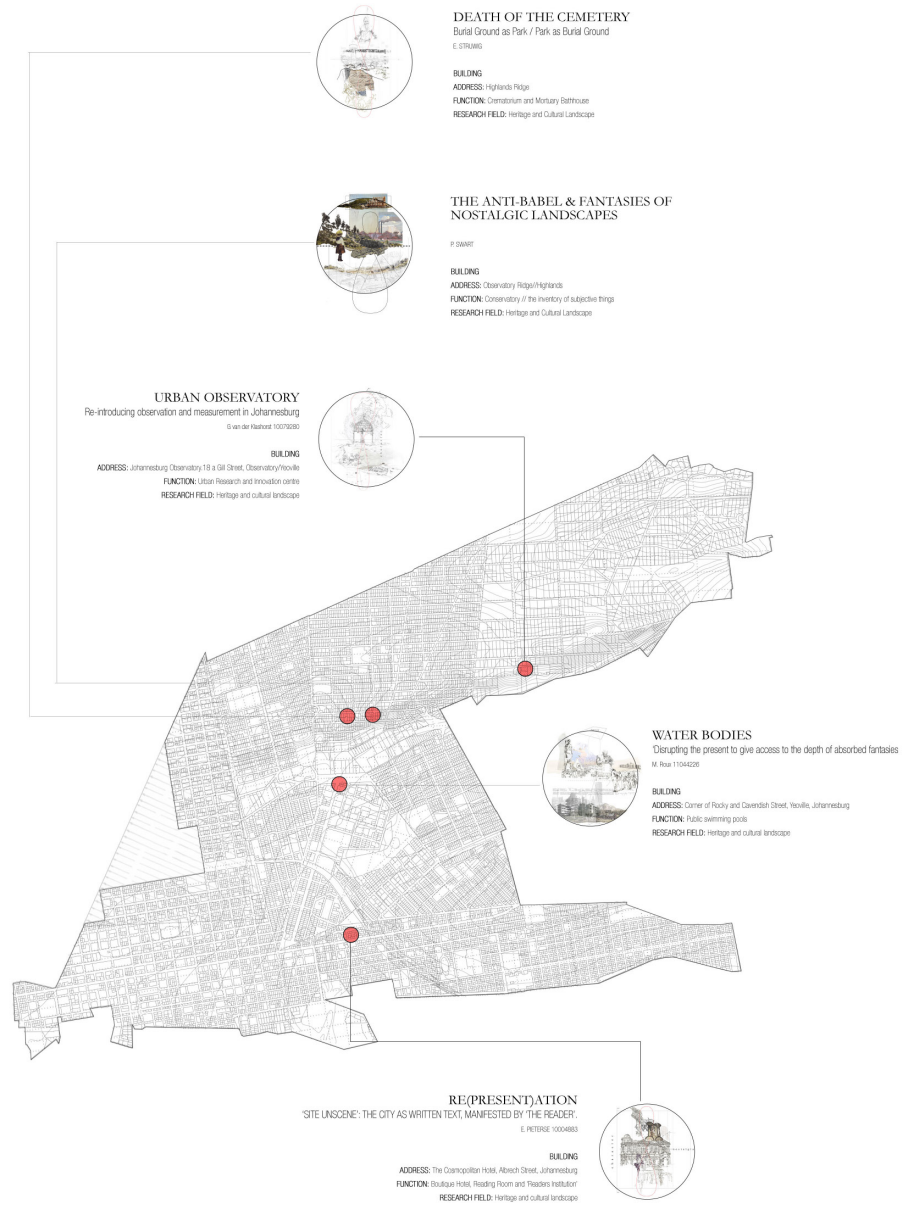 DEATH OF THE CEMETERY
Burial Ground as Park / Park as Burial Ground
E. STRUWIG
BUILDING
ADDRESS: Highlands Ridge
FUNCTION: Crematorium and Mortuary Bathhouse
RESEARCH FIELD: Heritage and Cultural Landscape
THE ANTI-BABEL & FANTASIES OF
NOSTALGIC LANDSCAPES
P. SWART
BUILDING
ADDRESS: Observatory Ridge//Highlands
FUNCTION: Conservatory // the inventory of subjective things
RESEARCH FIELD: Heritage and Cultural Landscape
URBAN OBSERVATORY
Re-introducing observation and measurement in Johannesburg
G van der Klashorst 10079280
BUILDING
ADDRESS: Johannesburg Observatory.18 a Gill Street, Observatory/Yeoville
FUNCTION: Urban Research and Innovation centre
RESEARCH FIELD: Heritage and cultural landscape
WATER BODIES
'Disrupting the present to give access to the depth of absorbed fantasies
M. Roux 11044226
BUILDING
ADDRESS: Corner of Rocky and Cavendish Street, Yeoville, Johannesburg
FUNCTION: Public swimming pools
RESEARCH FIELD: Heritage and cultural landscape
RE(PRESENT)ATION
'SITE UNSCENE': THE CITY AS WRITTEN TEXT, MANIFESTED BY 'THE READER'.
E. PIETERSE 10004883
BUILDING
ADDRESS: The Cosmopolitan Hotel, Albrech Street, Johannesburg
FUNCTION: Boutique Hotel, Reading Room and 'Readers Institution'
RESEARCH FIELD: Heritage and cultural landscape